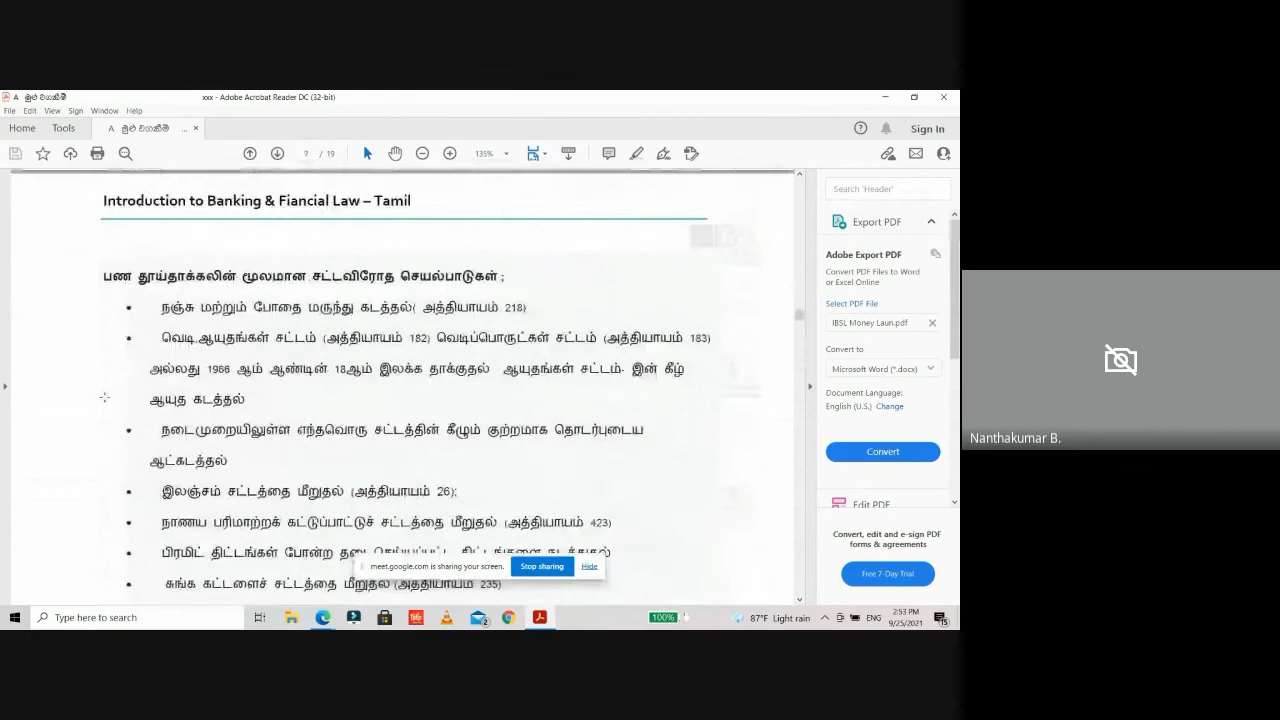 A මුළු වගකීම්
xxx - Adobe Acrobat Reader DC (32-bit)
File Edit View Sign Window Help
Home Tools A මුළු වගකීම් ... ×
Sign In
7 / 19 135%
Introduction to Banking & Fiancial Law – Tamil
பண தூய்தாக்கலின் மூலமான சட்டவிரோத செயல்பாடுகள் ;
• நஞ்சு மற்றும் போதை மருந்து கடத்தல்( அத்தியாயம் 218)
• வெடி,ஆயுதங்கள் சட்டம் (அத்தியாயம் 182) வெடிப்பொருட்கள் சட்டம் (அத்தியாயம் 183)
அல்லது 1966 ஆம் ஆண்டின் 18ஆம் இலக்க தாக்குதல் ஆயுதங்கள் சட்டம்- இன் கீழ்
ஆயுத கடத்தல்
• நடைமுறையிலுள்ள எந்தவொரு சட்டத்தின் கீழும் குற்றமாக தொடர்புடைய
ஆட்கடத்தல்
• இலஞ்சம் சட்டத்தை மீறுதல் (அத்தியாயம் 26);
• நாணய பரிமாற்றக் கட்டுப்பாட்டுச் சட்டத்தை மீறுதல் (அத்தியாயம் 423)
• பிரமிட் திட்டங்கள் போன்ற
• சுங்க கட்டளைச் சட்டத்தை மீறுதல் (அத்தியாயம் 235)
meet.google.com is sharing your screen. Stop sharing Hide
Search 'Header'
Export PDF
Adobe Export PDF
Convert PDF Files to Word
or Excel Online
Select PDF File
IBSL Money Laun.pdf
Convert to
Microsoft Word (*.docx)
Document Language:
English (U.S.) Change
Convert
Edit PDF
Convert, edit and e-sign PDF
forms & agreements
Free 7-Day Trial
Nanthakumar B.
Type here to search
100%
87°F Light rain
ENG
2:53 PM
9/25/2021